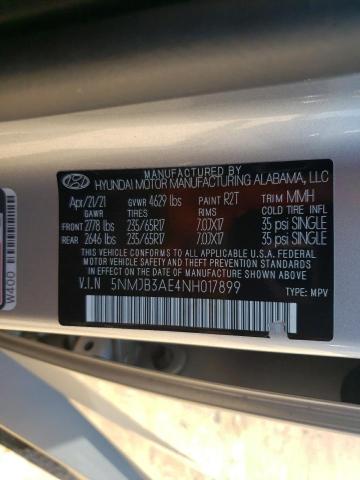 MANUFACTURED BY
HYUNDAI MOTOR MANUFACTURING ALABAMA, LLC
Apr/21/21 GVWR 4629 lbs PAINT R2T TRIM MMH
GAWR TIRES RIMS
FRONT 2778 lbs 235/65R17 7.0JX17 35 psi SINGLE
REAR 2646 lbs 235/65R17 7.0JX17 35 psi SINGLE
THIS VEHICLE CONFORMS TO ALL APPLICABLE U.S.A FEDERAL
MOTOR VEHICLE SAFETY AND THEFT PREVENTION STANDARDS
IN EFFECT ON THE DATE OF MANUFACTURE SHOWN ABOVE.
V.I.N 5NMJB3AE4NH017899
TYPE: MPV
W400